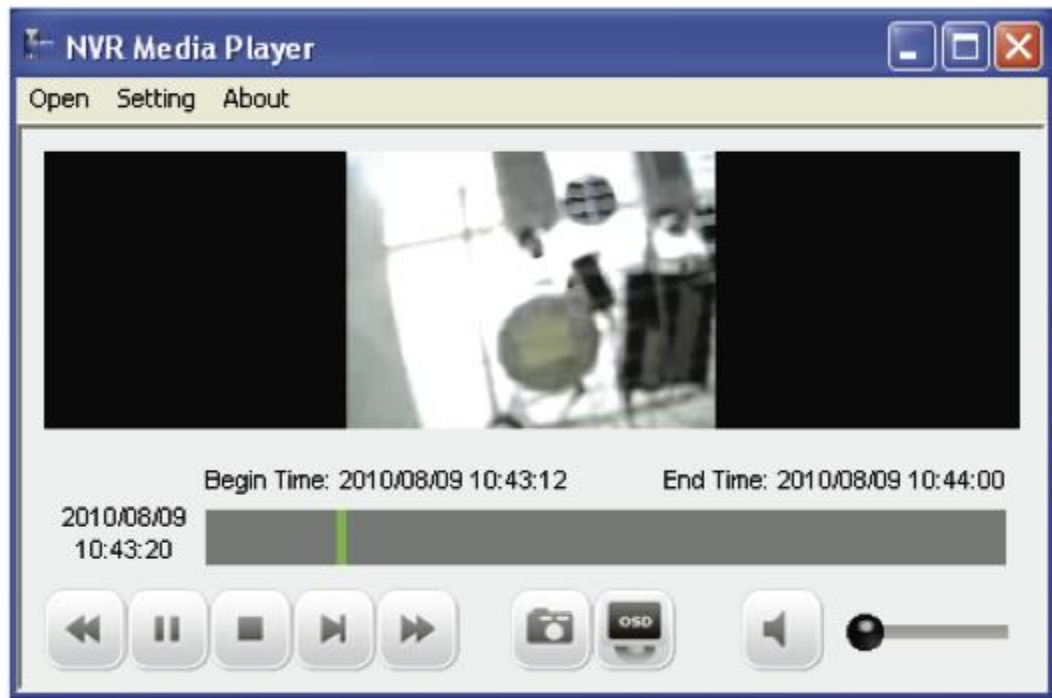 NVR Media Player
Open Setting About
Begin Time: 2010/08/09 10:43:12 End Time: 2010/08/09 10:44:00
2010/08/09
10:43:20
OSD